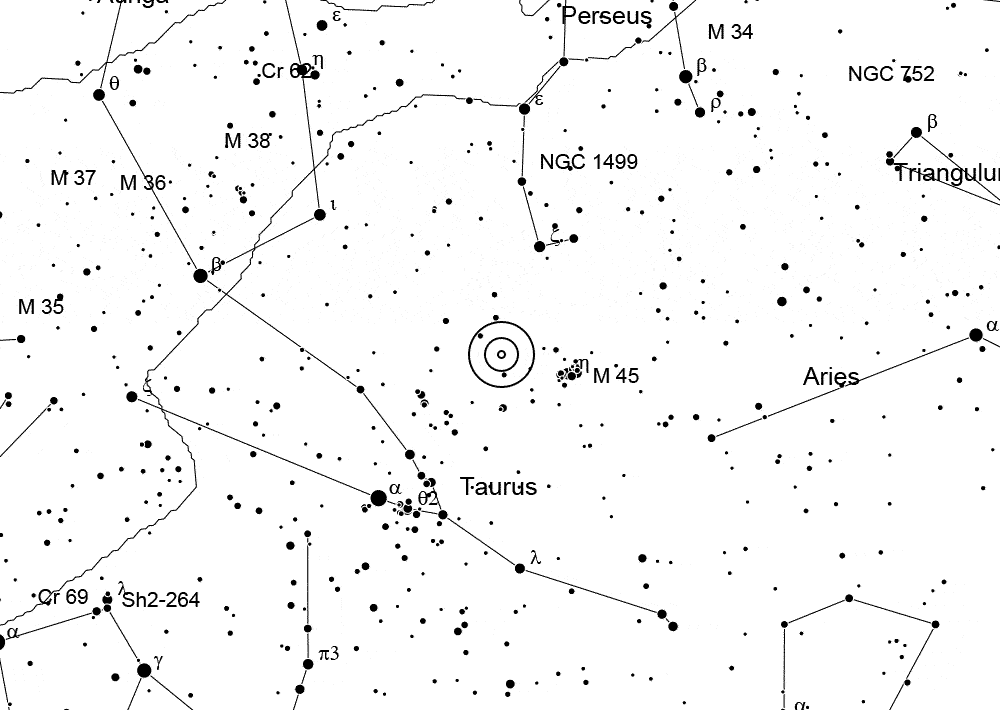 Auriga
ε
Perseus
M 34
Cr 62
η
β
NGC 752
θ
ε
ρ
β
M 38
NGC 1499
Triangulum
M 37
M 36
ι
ζ
β
M 35
α
η
M 45
Aries
ζ
α
θ2
Taurus
λ
Cr 69
λ
Sh2-264
α
γ
π3
α